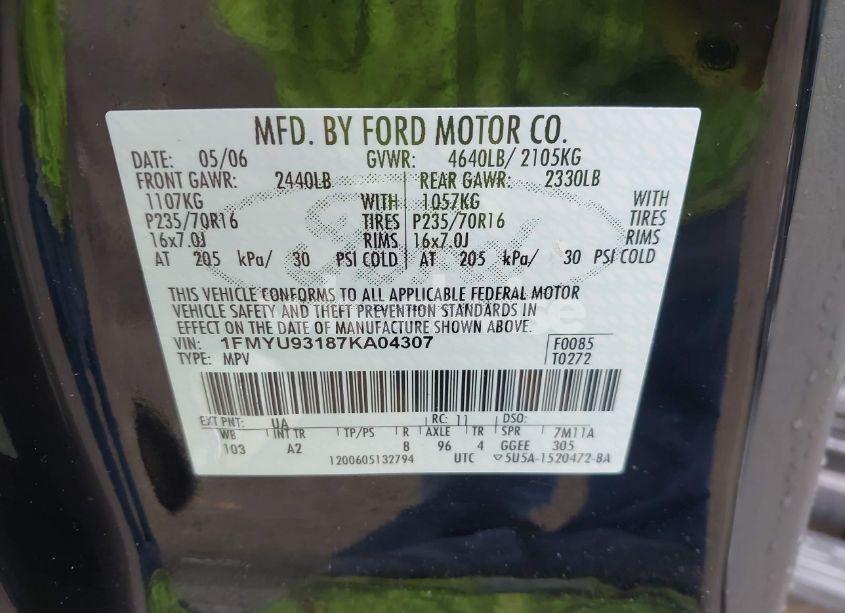 MFD. BY FORD MOTOR CO.
DATE: 05/06 GVWR: 4640LB/ 2105KG
FRONT GAWR: 2440LB REAR GAWR: 2330LB
1107KG WITH 1057KG WITH
P235/70R16 TIRES P235/70R16 TIRES
16x7.0J RIMS 16x7.0J RIMS
AT 205 kPa/ 30 PSI COLD AT 205 kPa/ 30 PSI COLD
THIS VEHICLE CONFORMS TO ALL APPLICABLE FEDERAL MOTOR
VEHICLE SAFETY AND THEFT PREVENTION STANDARDS IN
EFFECT ON THE DATE OF MANUFACTURE SHOWN ABOVE.
VIN: 1FMYU93187KA04307 F0085
TYPE: MPV T0272
EXT PNT: UA RC: 11 DSO:
WB INT TR TP/PS R AXLE TR SPR 7M11A
103 A2 8 96 4 GGEE 305
1200605132794 UTC ▽5U5A-1520472-BA